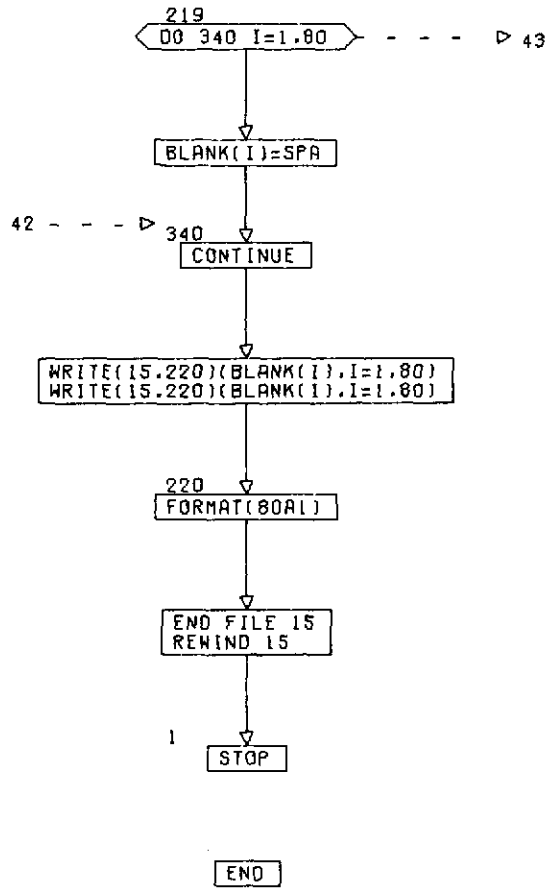 219
DO 340 I=1.80
43
BLANK(I)=SPA
42
340
CONTINUE
WRITE(15.220)(BLANK(I).I=1.80)
WRITE(15.220)(BLANK(I).I=1.80)
220
FORMAT(80A1)
END FILE 15
REWIND 15
1
STOP
END